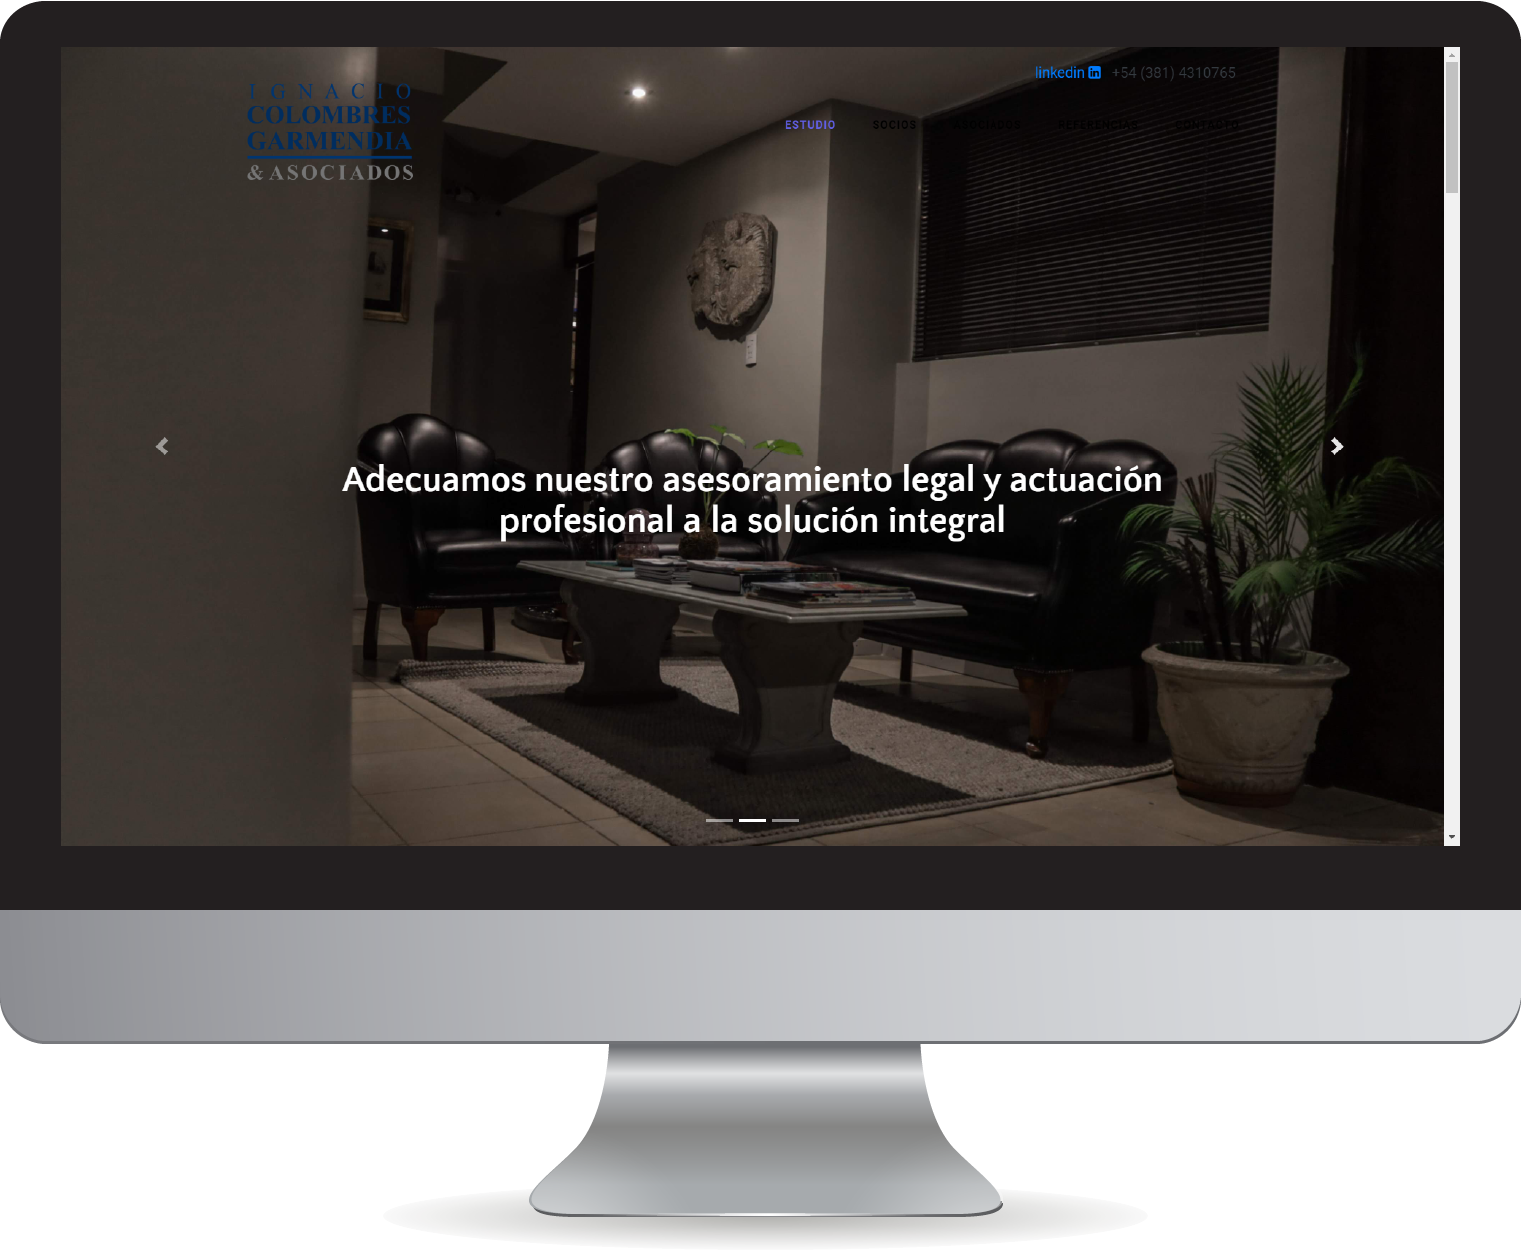 IGNACIO
COLOMBRES
GARMENDIA
& ASOCIADOS
linkedin +54 (381) 4310765
ESTUDIO SOCIOS ASOCIADOS REFERENCIAS CONTACTO
Adecuamos nuestro asesoramiento legal y actuación
profesional a la solución integral